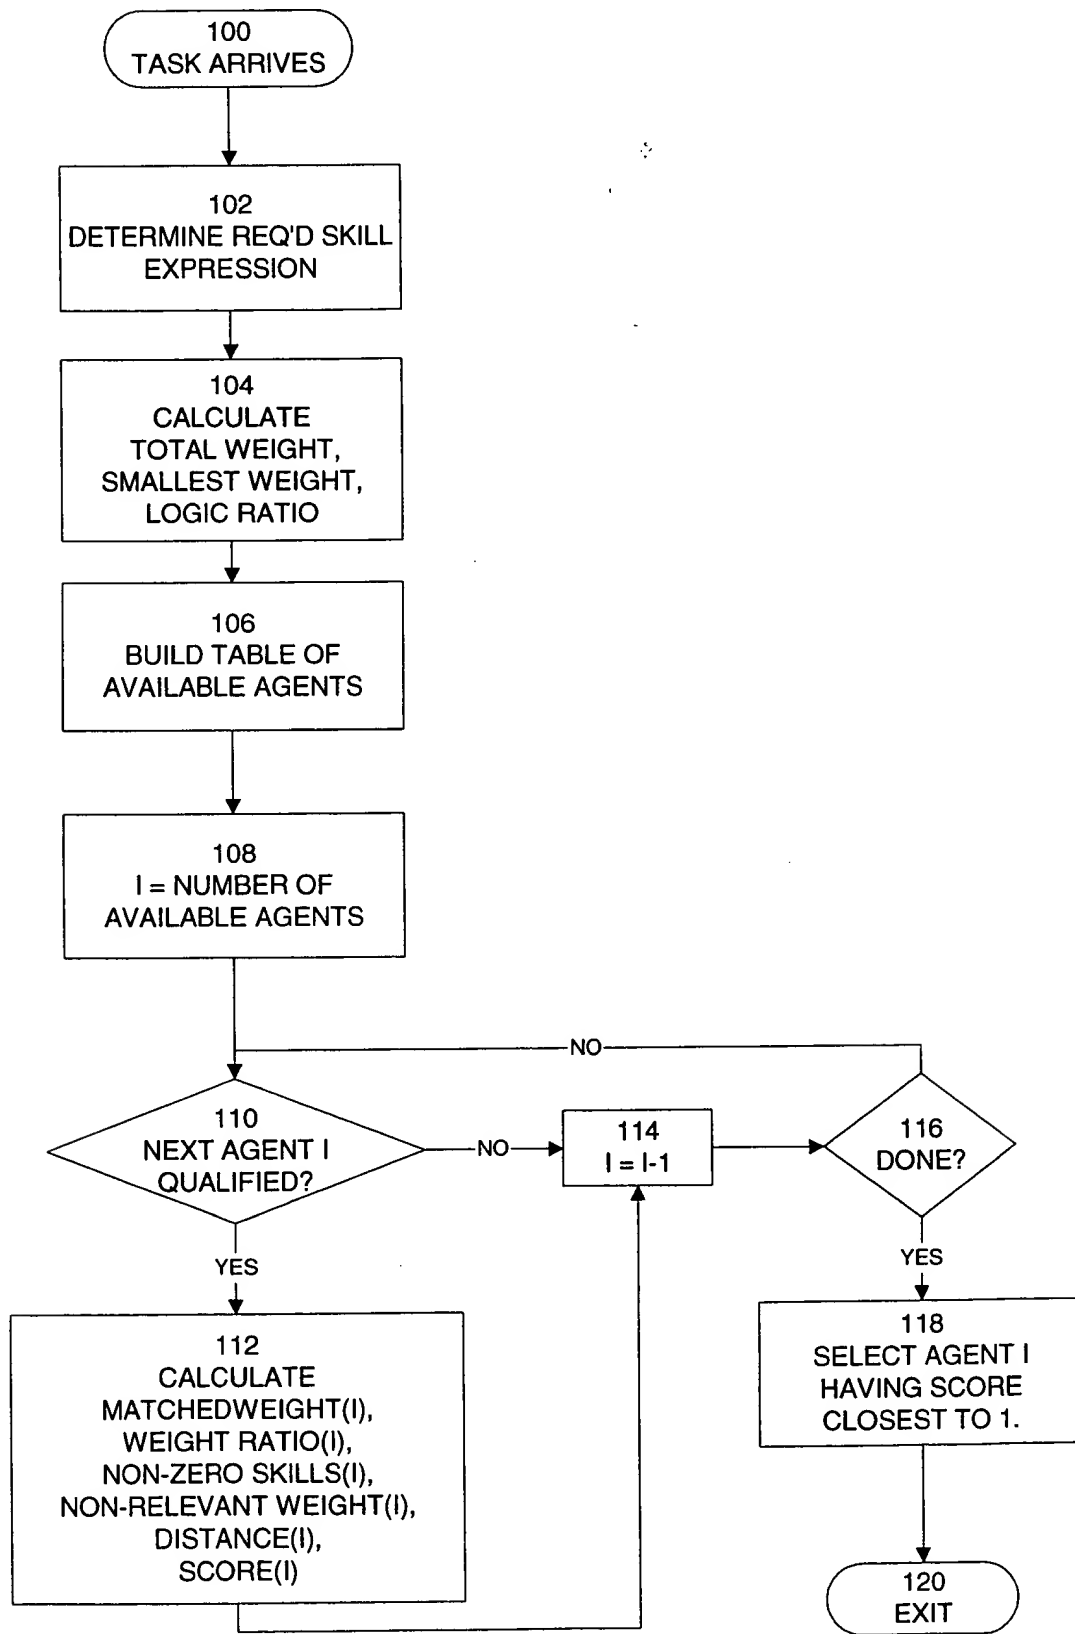 100
TASK ARRIVES
102
DETERMINE REQ'D SKILL
EXPRESSION
104
CALCULATE
TOTAL WEIGHT,
SMALLEST WEIGHT,
LOGIC RATIO
106
BUILD TABLE OF
AVAILABLE AGENTS
108
I = NUMBER OF
AVAILABLE AGENTS
NO
110
NEXT AGENT I
QUALIFIED?
NO
114
I = I-1
116
DONE?
YES
YES
112
CALCULATE
MATCHEDWEIGHT(I),
WEIGHT RATIO(I),
NON-ZERO SKILLS(I),
NON-RELEVANT WEIGHT(I),
DISTANCE(I),
SCORE(I)
118
SELECT AGENT I
HAVING SCORE
CLOSEST TO 1.
120
EXIT